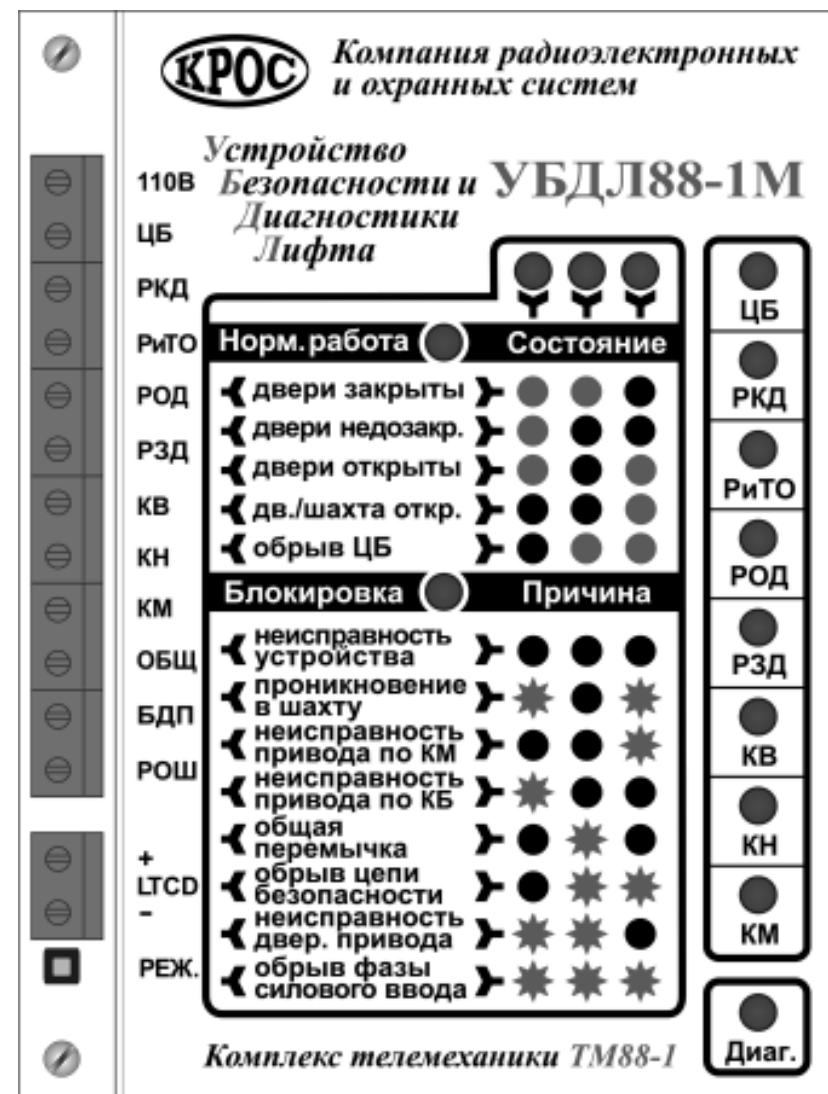 КРОС
Компания радиоэлектронных
и охранных систем
Устройство
Безопасности и
Диагностики
Лифта
УБДЛ88-1М
110В
ЦБ
РКД
РиТО
РОД
РЗД
КВ
КН
КМ
ОБЩ
БДП
РОШ
+
LTCD
-
РЕЖ.
Норм.работа Состояние
двери закрыты
двери недозакр.
двери открыты
дв./шахта откр.
обрыв ЦБ
Блокировка Причина
неисправность
устройства
проникновение
в шахту
неисправность
привода по КМ
неисправность
привода по КБ
общая
перемычка
обрыв цепи
безопасности
неисправность
двер. привода
обрыв фазы
силового ввода
ЦБ
РКД
РиТО
РОД
РЗД
КВ
КН
КМ
Диаг.
Комплекс телемеханики ТМ88-1